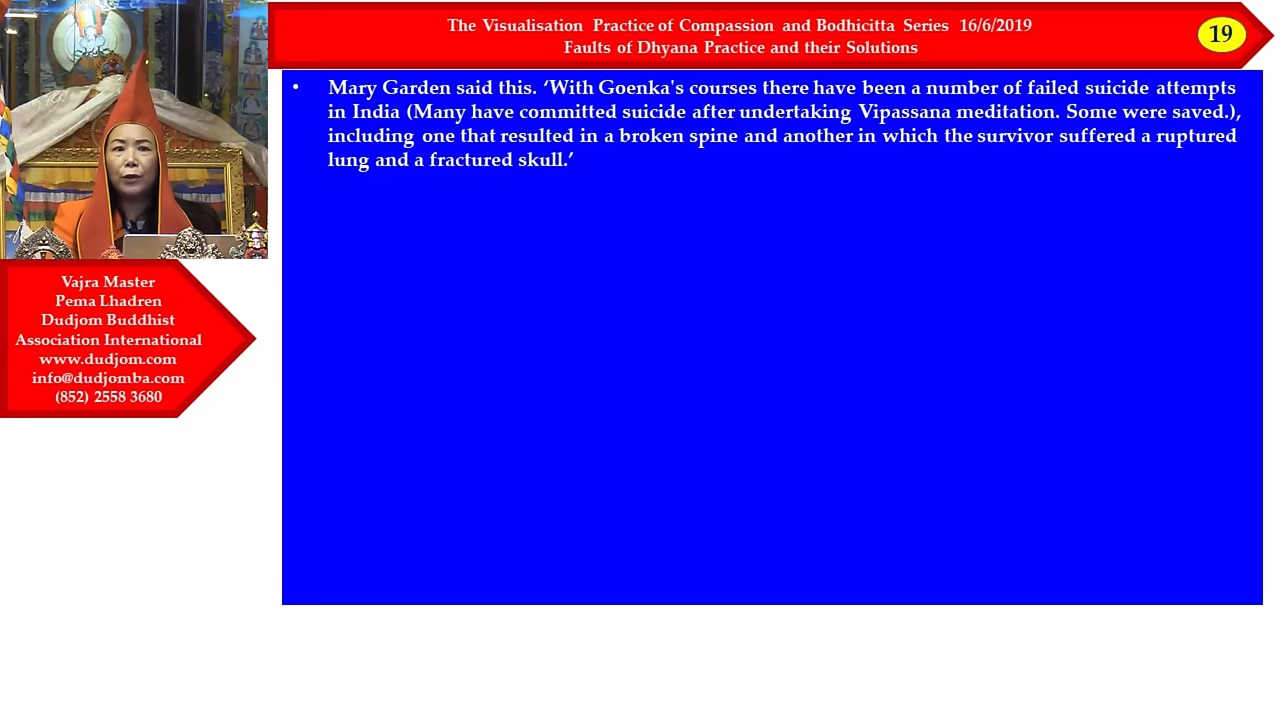 The Visualisation Practice of Compassion and Bodhicitta Series 16/6/2019
Faults of Dhyana Practice and their Solutions
19
• Mary Garden said this. ‘With Goenka's courses there have been a number of failed suicide attempts
in India (Many have committed suicide after undertaking Vipassana meditation. Some were saved.),
including one that resulted in a broken spine and another in which the survivor suffered a ruptured
lung and a fractured skull.’
Vajra Master
Pema Lhadren
Dudjom Buddhist
Association International
www.dudjom.com
info@dudjomba.com
(852) 2558 3680